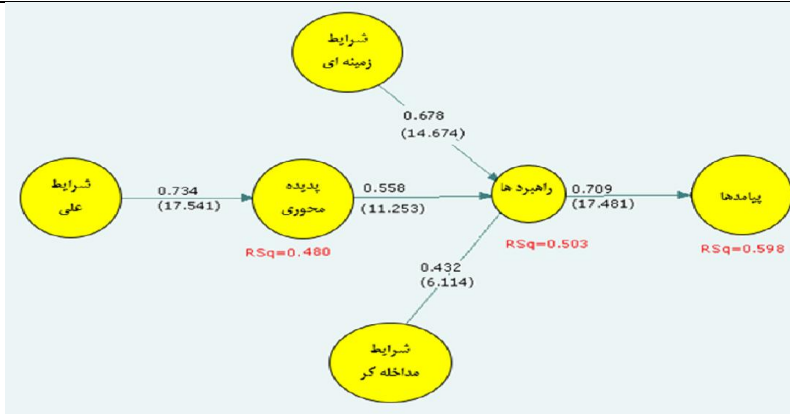 شرایط
زمینه ای
0.678
(14.674)
شرایط
علی
0.734
(17.541)
پدیده
محوری
RSq=0.480
0.558
(11.253)
راهبرد ها
RSq=0.503
0.709
(17.481)
پیامدها
RSq=0.598
0.432
(6.114)
شرایط
مداخله کر